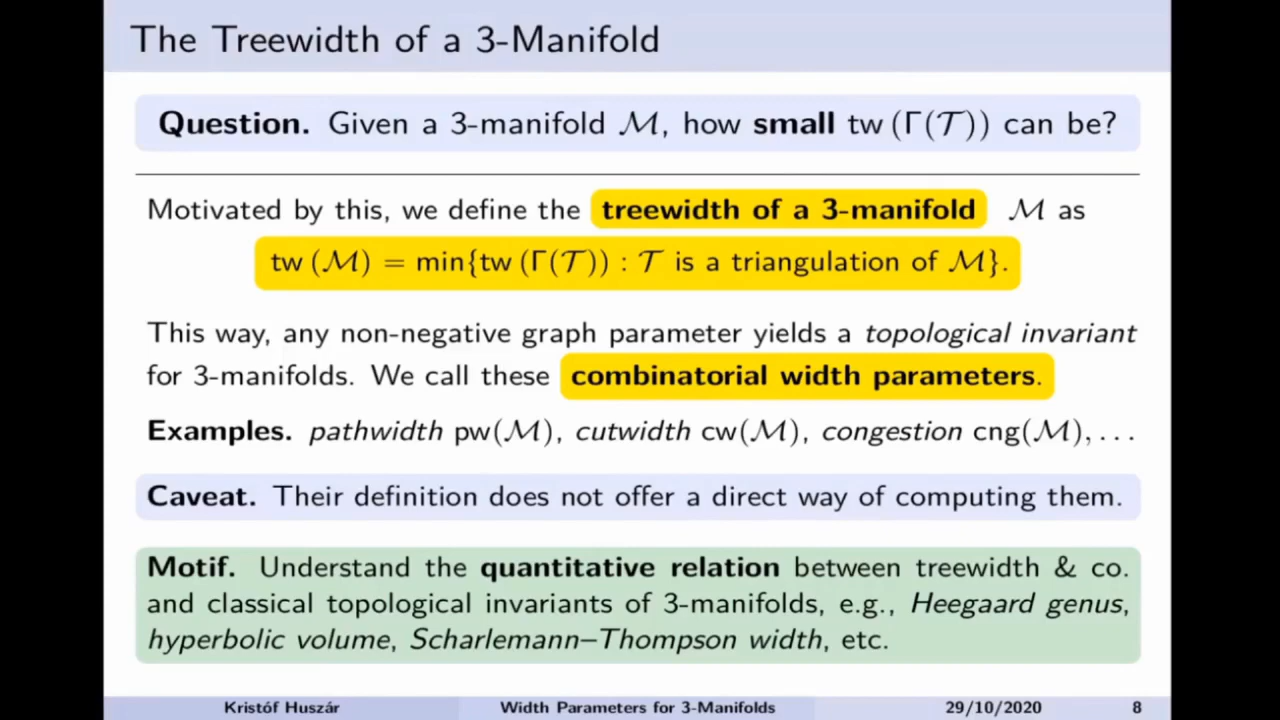 The Treewidth of a 3-Manifold
Question. Given a 3-manifold ℳ, how small tw (Γ(𝒯)) can be?
Motivated by this, we define the treewidth of a 3-manifold ℳ as
tw (ℳ) = min{tw (Γ(𝒯)) : 𝒯 is a triangulation of ℳ}.
This way, any non-negative graph parameter yields a topological invariant
for 3-manifolds. We call these combinatorial width parameters.
Examples. pathwidth pw(ℳ), cutwidth cw(ℳ), congestion cng(ℳ), ...
Caveat. Their definition does not offer a direct way of computing them.
Motif. Understand the quantitative relation between treewidth & co.
and classical topological invariants of 3-manifolds, e.g., Heegaard genus,
hyperbolic volume, Scharlemann–Thompson width, etc.
Kristóf Huszár Width Parameters for 3-Manifolds 29/10/2020 8